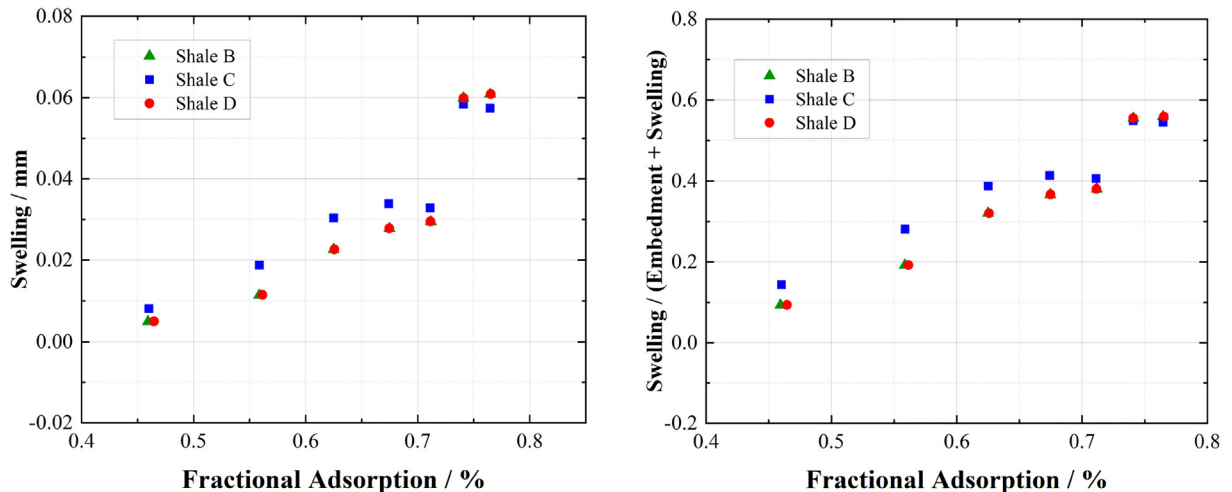 0.08
0.06
0.04
0.02
0.00
-0.02
Swelling / mm
Shale B
Shale C
Shale D
0.4
0.5
0.6
0.7
0.8
Fractional Adsorption / %
0.8
0.6
0.4
0.2
0.0
-0.2
Swelling / (Embedment + Swelling)
Shale B
Shale C
Shale D
0.4
0.5
0.6
0.7
0.8
Fractional Adsorption / %